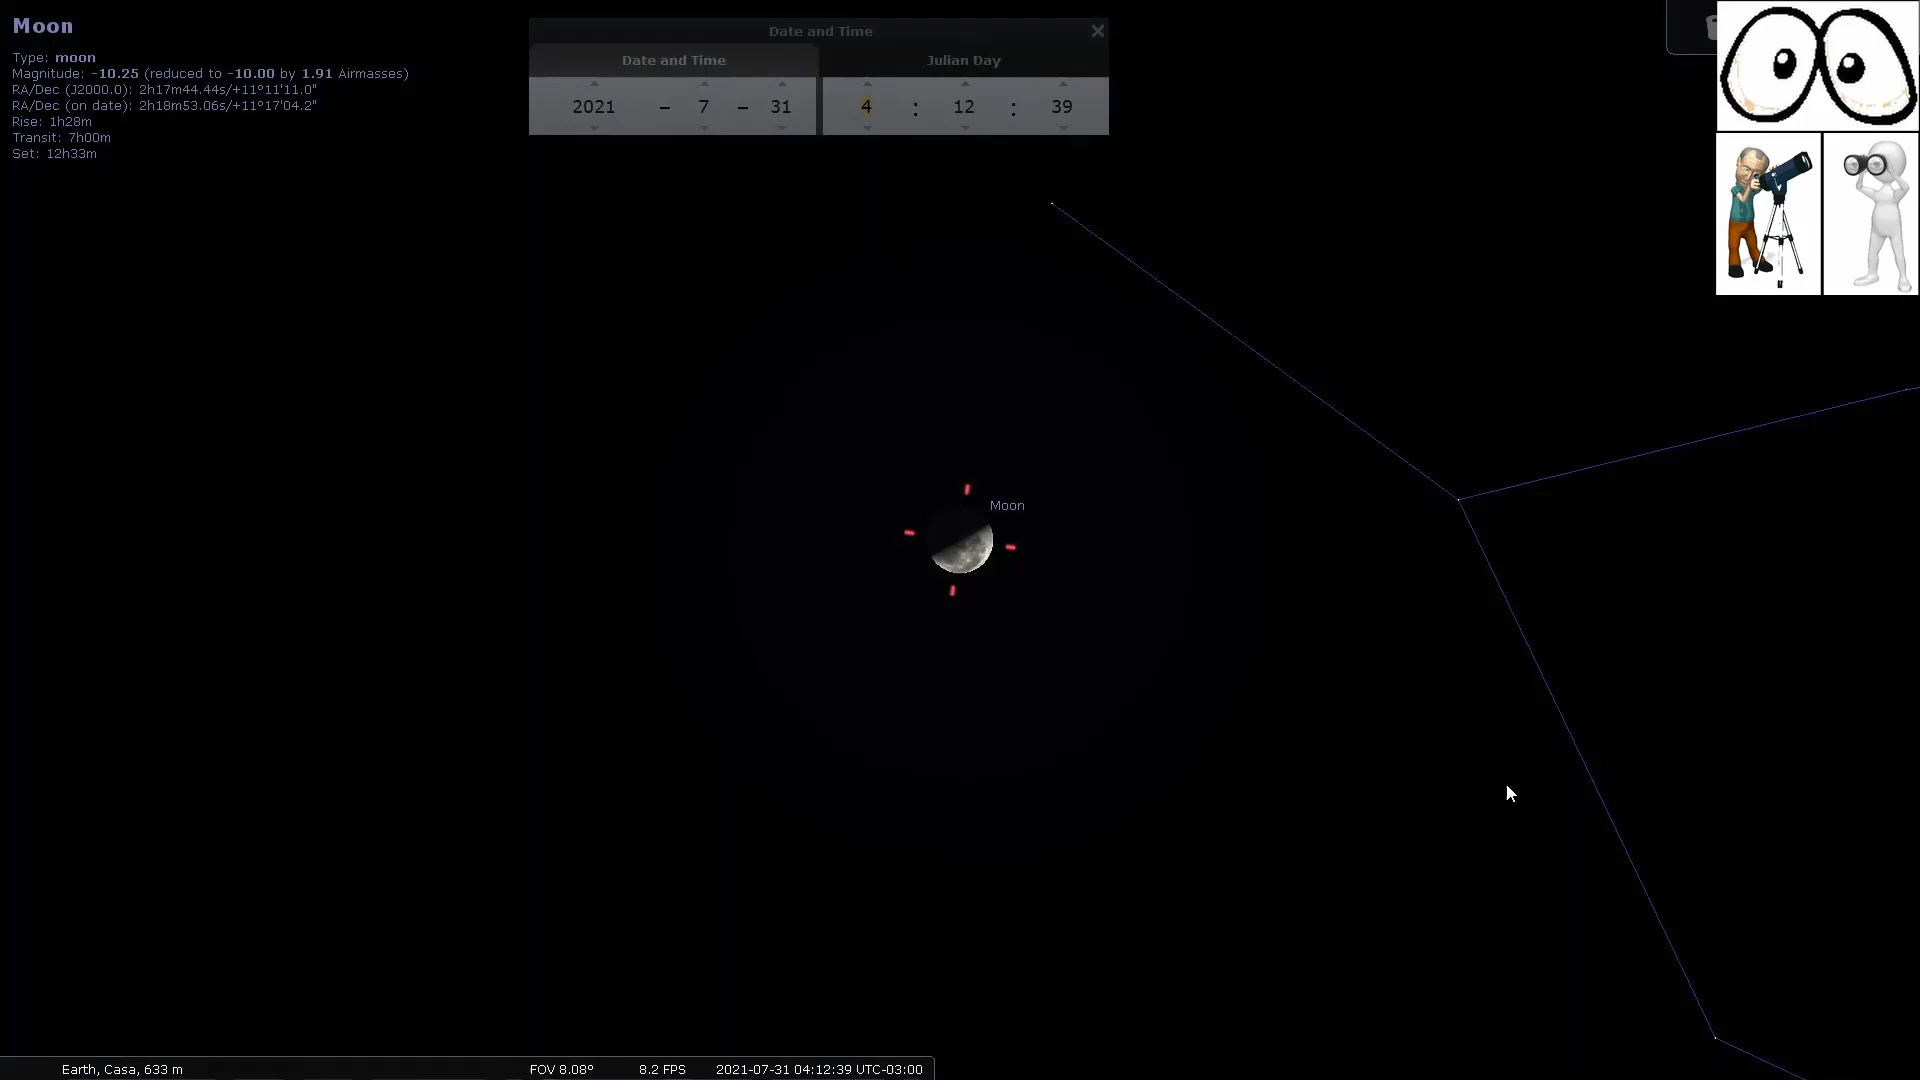 Moon
Type: moon
Magnitude: -10.25 (reduced to -10.00 by 1.91 Airmasses)
RA/Dec (J2000.0): 2h17m44.44s/+11°11'11.0"
RA/Dec (on date): 2h18m53.06s/+11°17'04.2"
Rise: 1h28m
Transit: 7h00m
Set: 12h33m
Date and Time
Date and Time
Julian Day
2021 - 7 - 31
4 : 12 : 39
Moon
Earth, Casa, 633 m
FOV 8.08°
8.2 FPS
2021-07-31 04:12:39 UTC-03:00